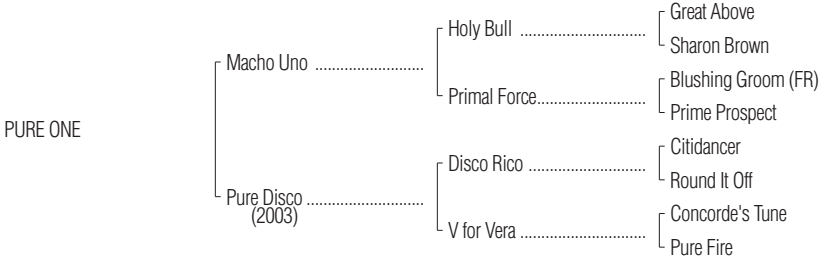 Great Above
Holy Bull ..............................
Sharon Brown
Macho Uno ..........................
Blushing Groom (FR)
Primal Force..........................
Prime Prospect
PURE ONE
Citidancer
Disco Rico ............................
Round It Off
Pure Disco ............................
(2003)
Concorde's Tune
V for Vera ..............................
Pure Fire